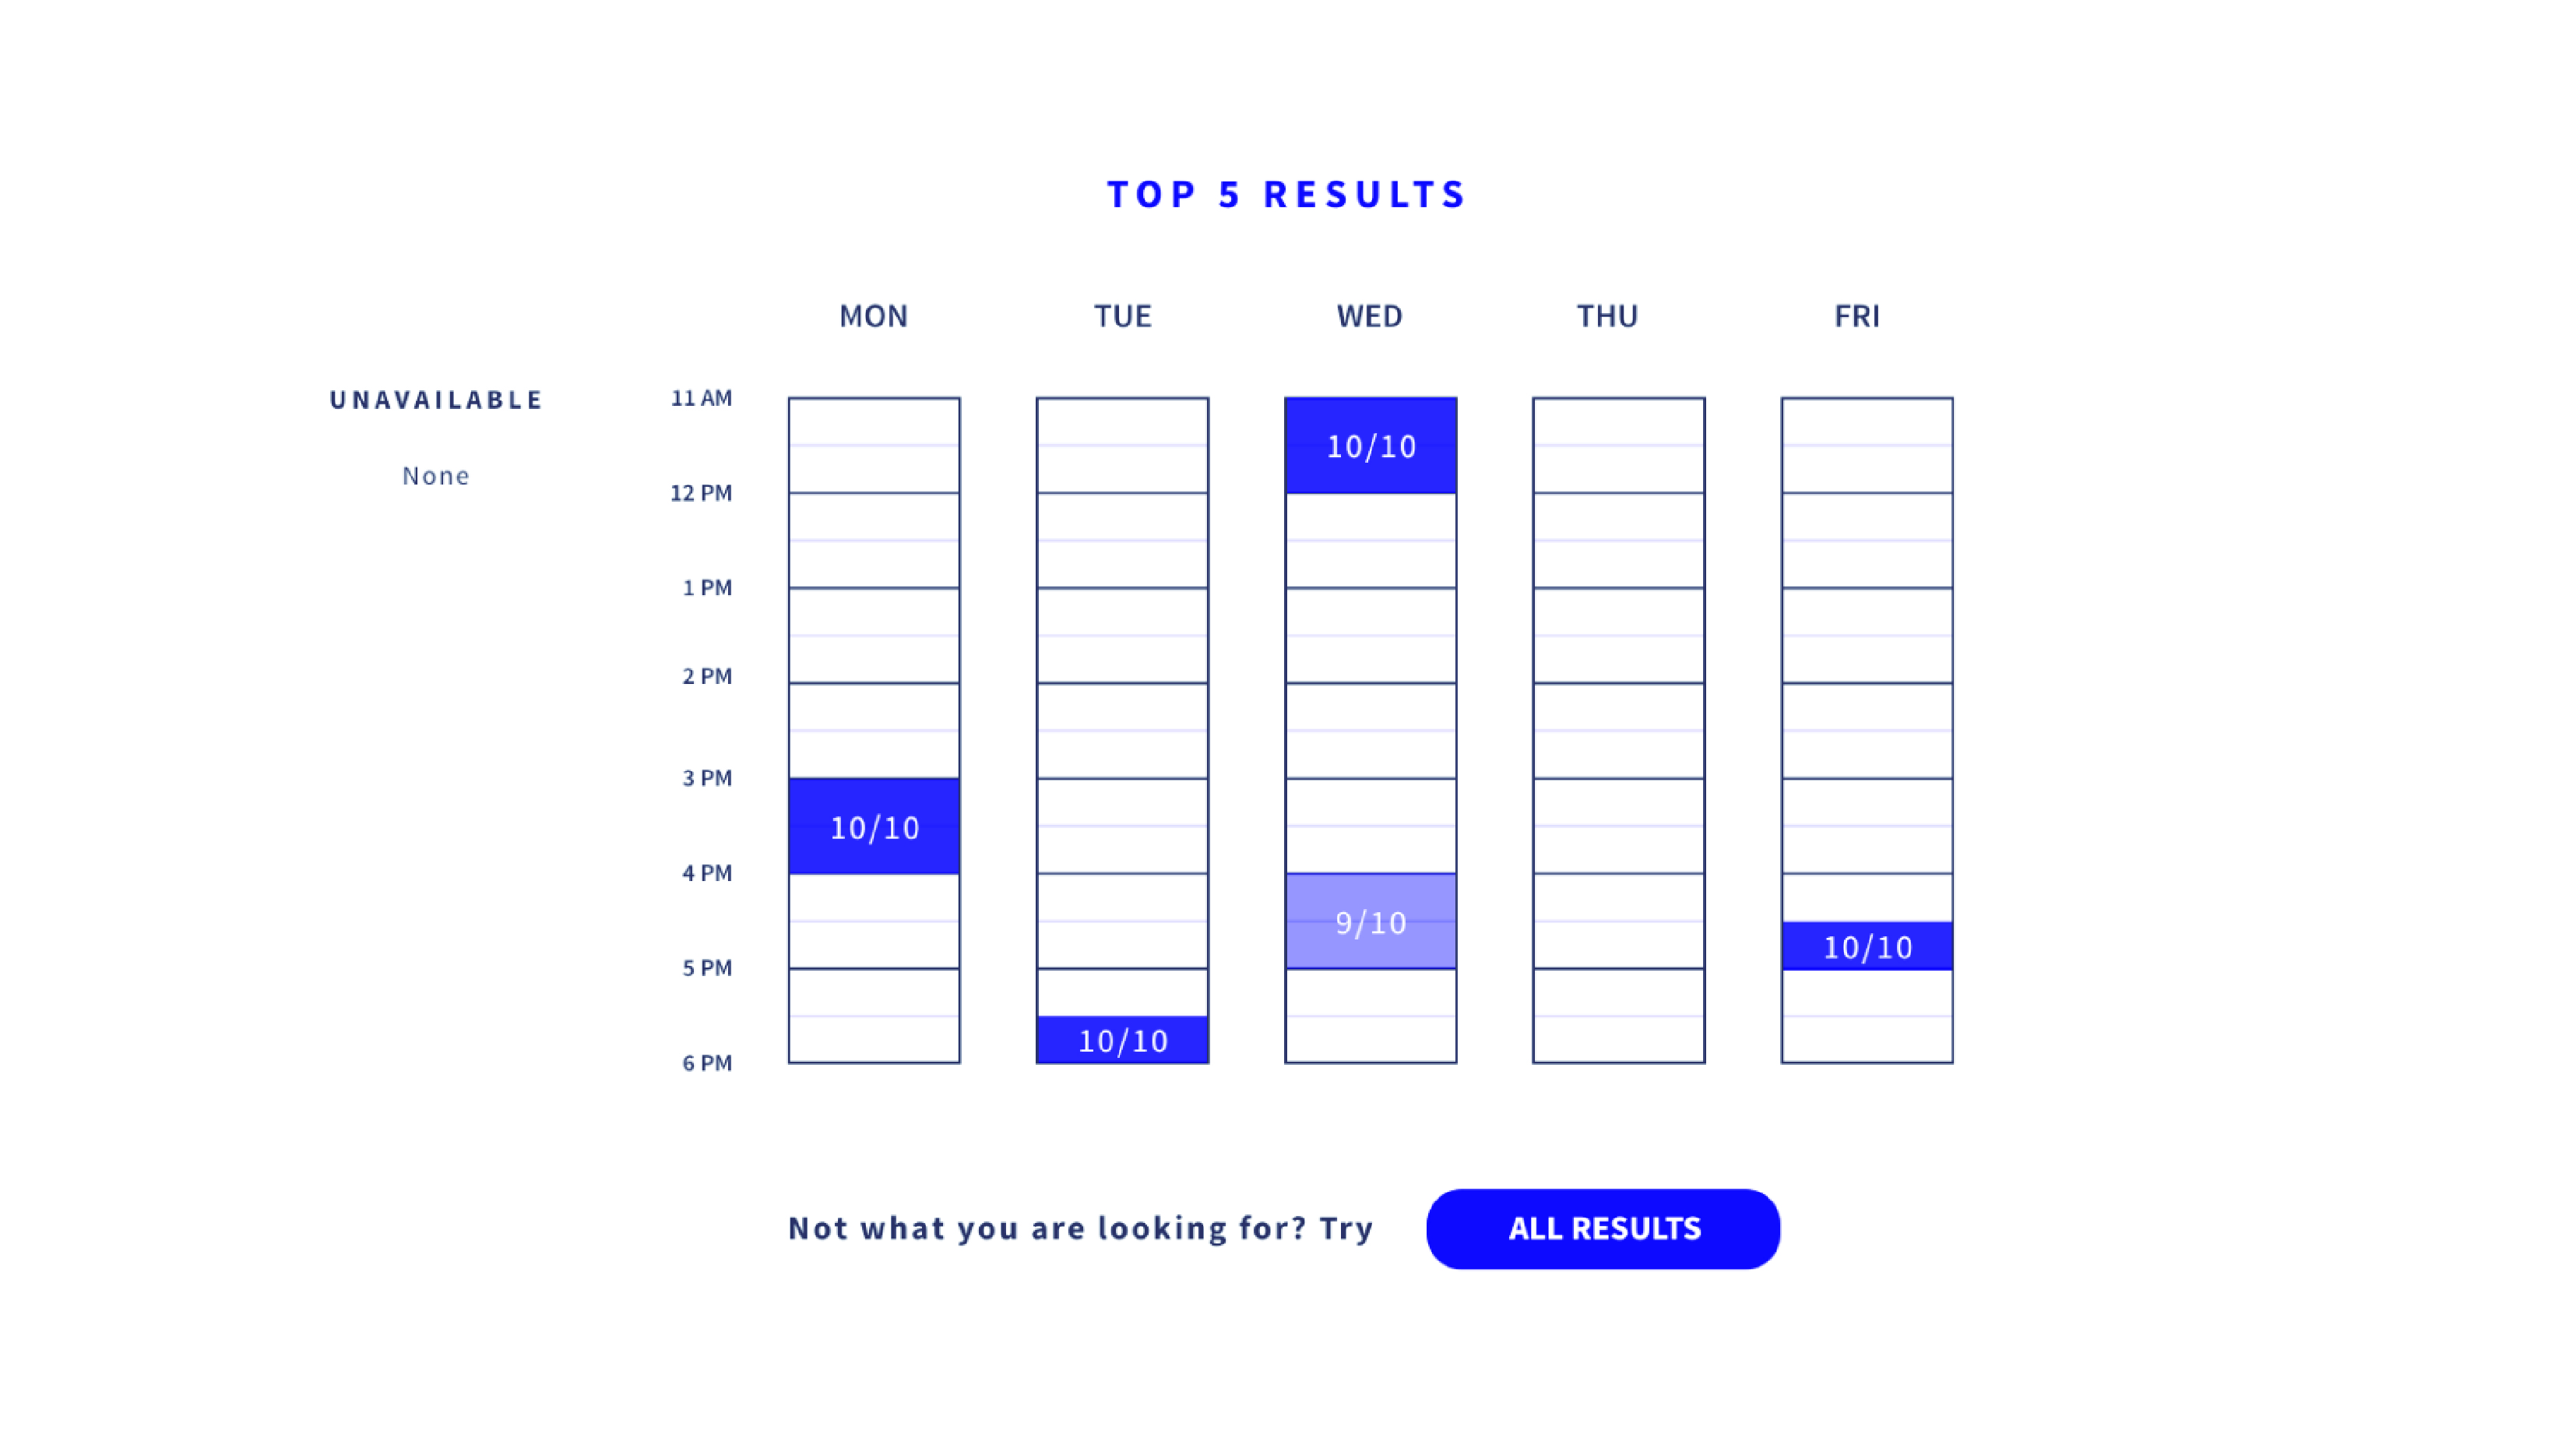 TOP 5 RESULTS
MON TUE WED THU FRI
UNAVAILABLE
None
11 AM
10/10
12 PM
1 PM
2 PM
3 PM
10/10
4 PM
9/10
10/10
5 PM
10/10
6 PM
Not what you are looking for? Try ALL RESULTS